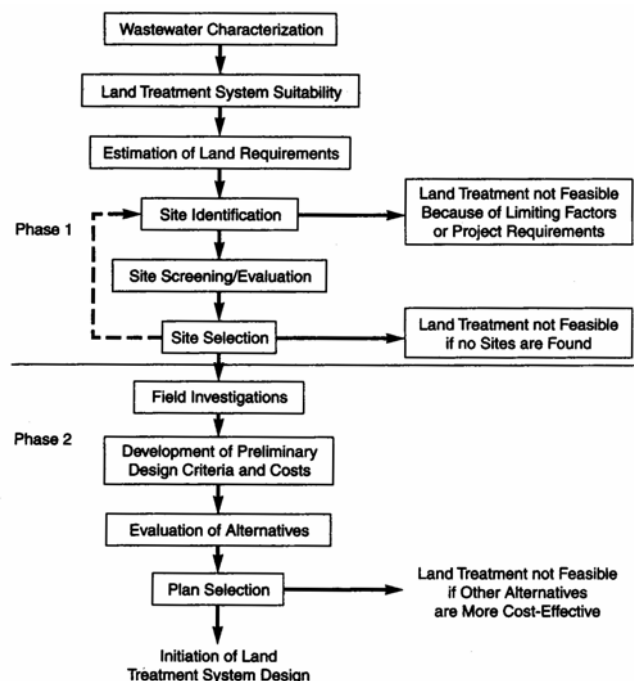 Wastewater Characterization
Land Treatment System Suitability
Estimation of Land Requirements
Phase 1
Site Identification
Land Treatment not Feasible
Because of Limiting Factors
or Project Requirements
Site Screening/Evaluation
Site Selection
Land Treatment not Feasible
if no Sites are Found
Field Investigations
Phase 2
Development of Preliminary
Design Criteria and Costs
Evaluation of Alternatives
Plan Selection
Land Treatment not Feasible
if Other Alternatives
are More Cost-Effective
Initiation of Land
Treatment System Design